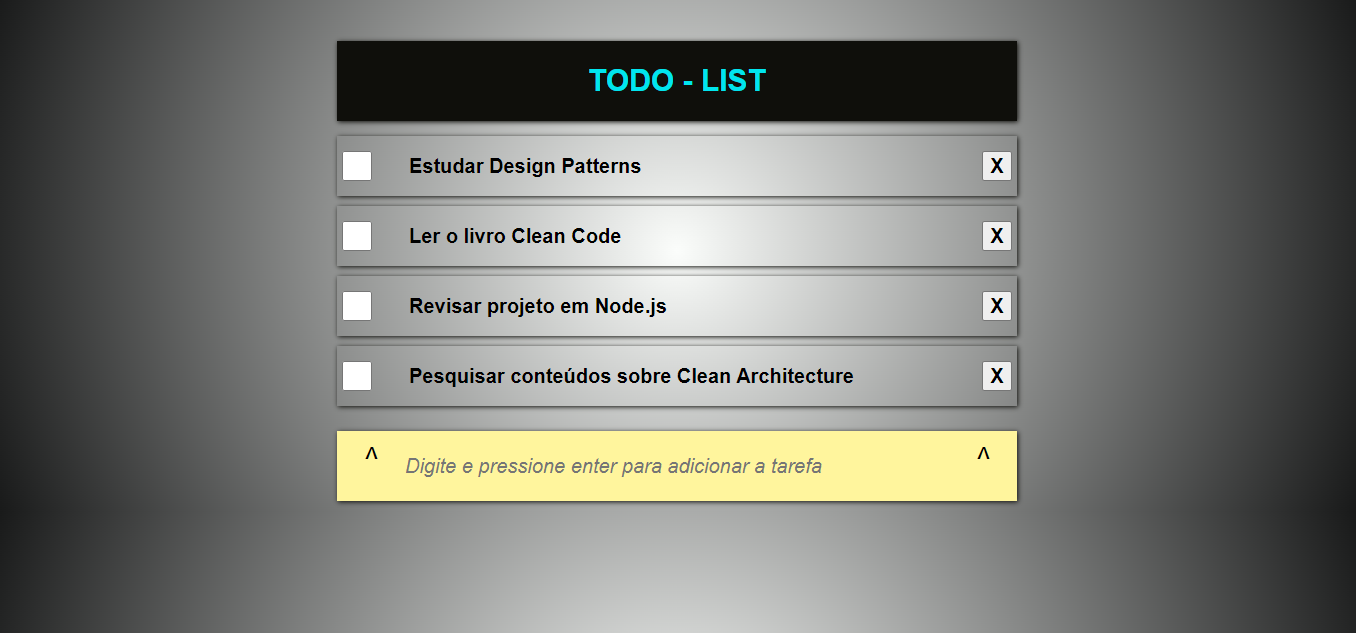 TODO - LIST
Estudar Design Patterns X
Ler o livro Clean Code X
Revisar projeto em Node.js X
Pesquisar conteúdos sobre Clean Architecture X
^ Digite e pressione enter para adicionar a tarefa ^